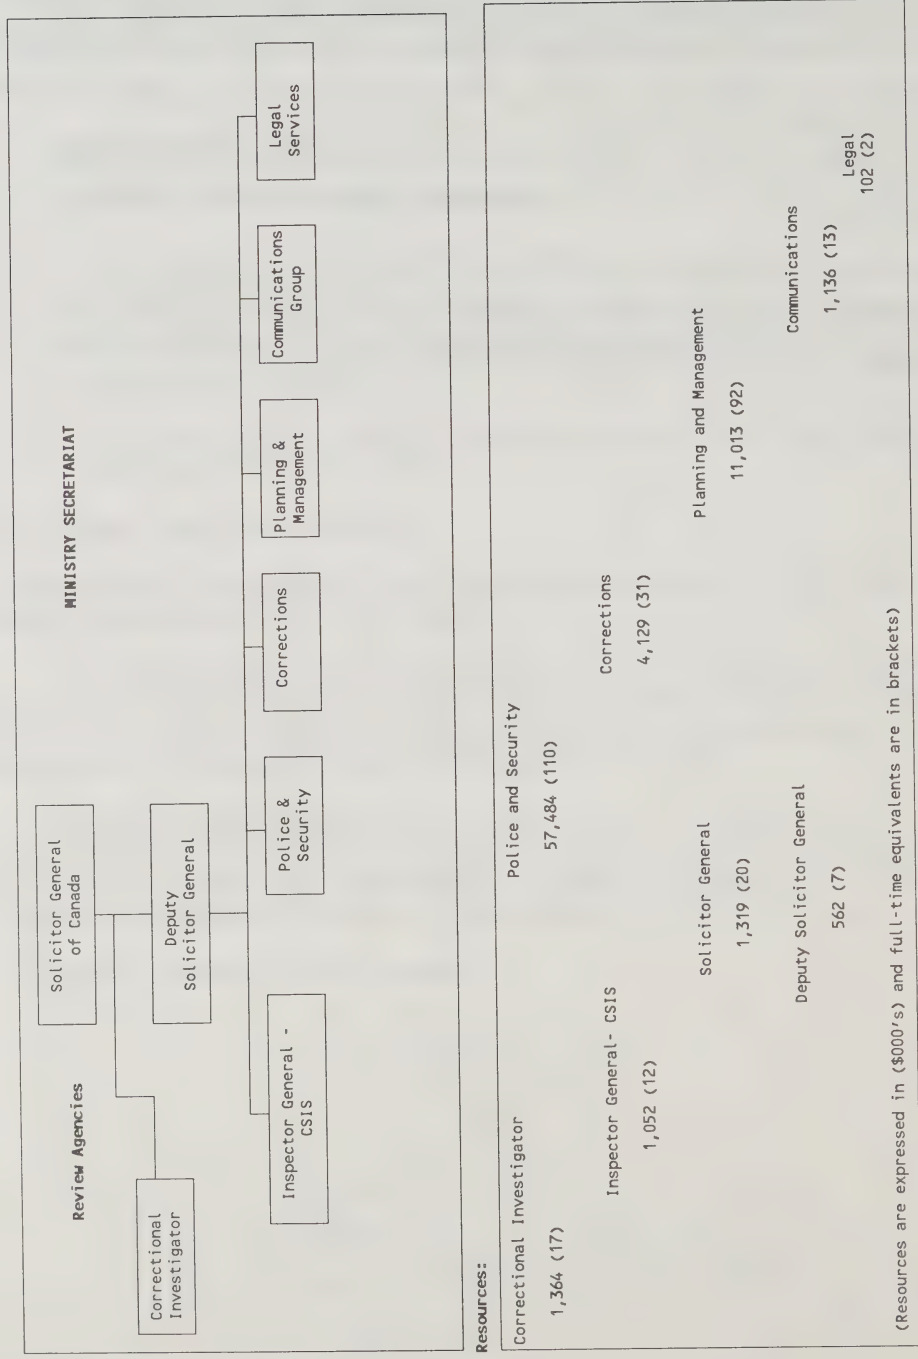 MINISTRY SECRETARIAT
Review Agencies
Solicitor General
of Canada
Correctional
Investigator
Deputy
Solicitor General
Inspector General -
CSIS
Police &
Security
Corrections
Planning &
Management
Communications
Group
Legal
Services
Resources:
Correctional Investigator
1,364 (17)
Police and Security
57,484 (110)
Inspector General- CSIS
1,052 (12)
Corrections
4,129 (31)
Solicitor General
1,319 (20)
Planning and Management
11,013 (92)
Deputy Solicitor General
562 (7)
Communications
1,136 (13)
Legal
102 (2)
(Resources are expressed in ($000's) and full-time equivalents are in brackets)